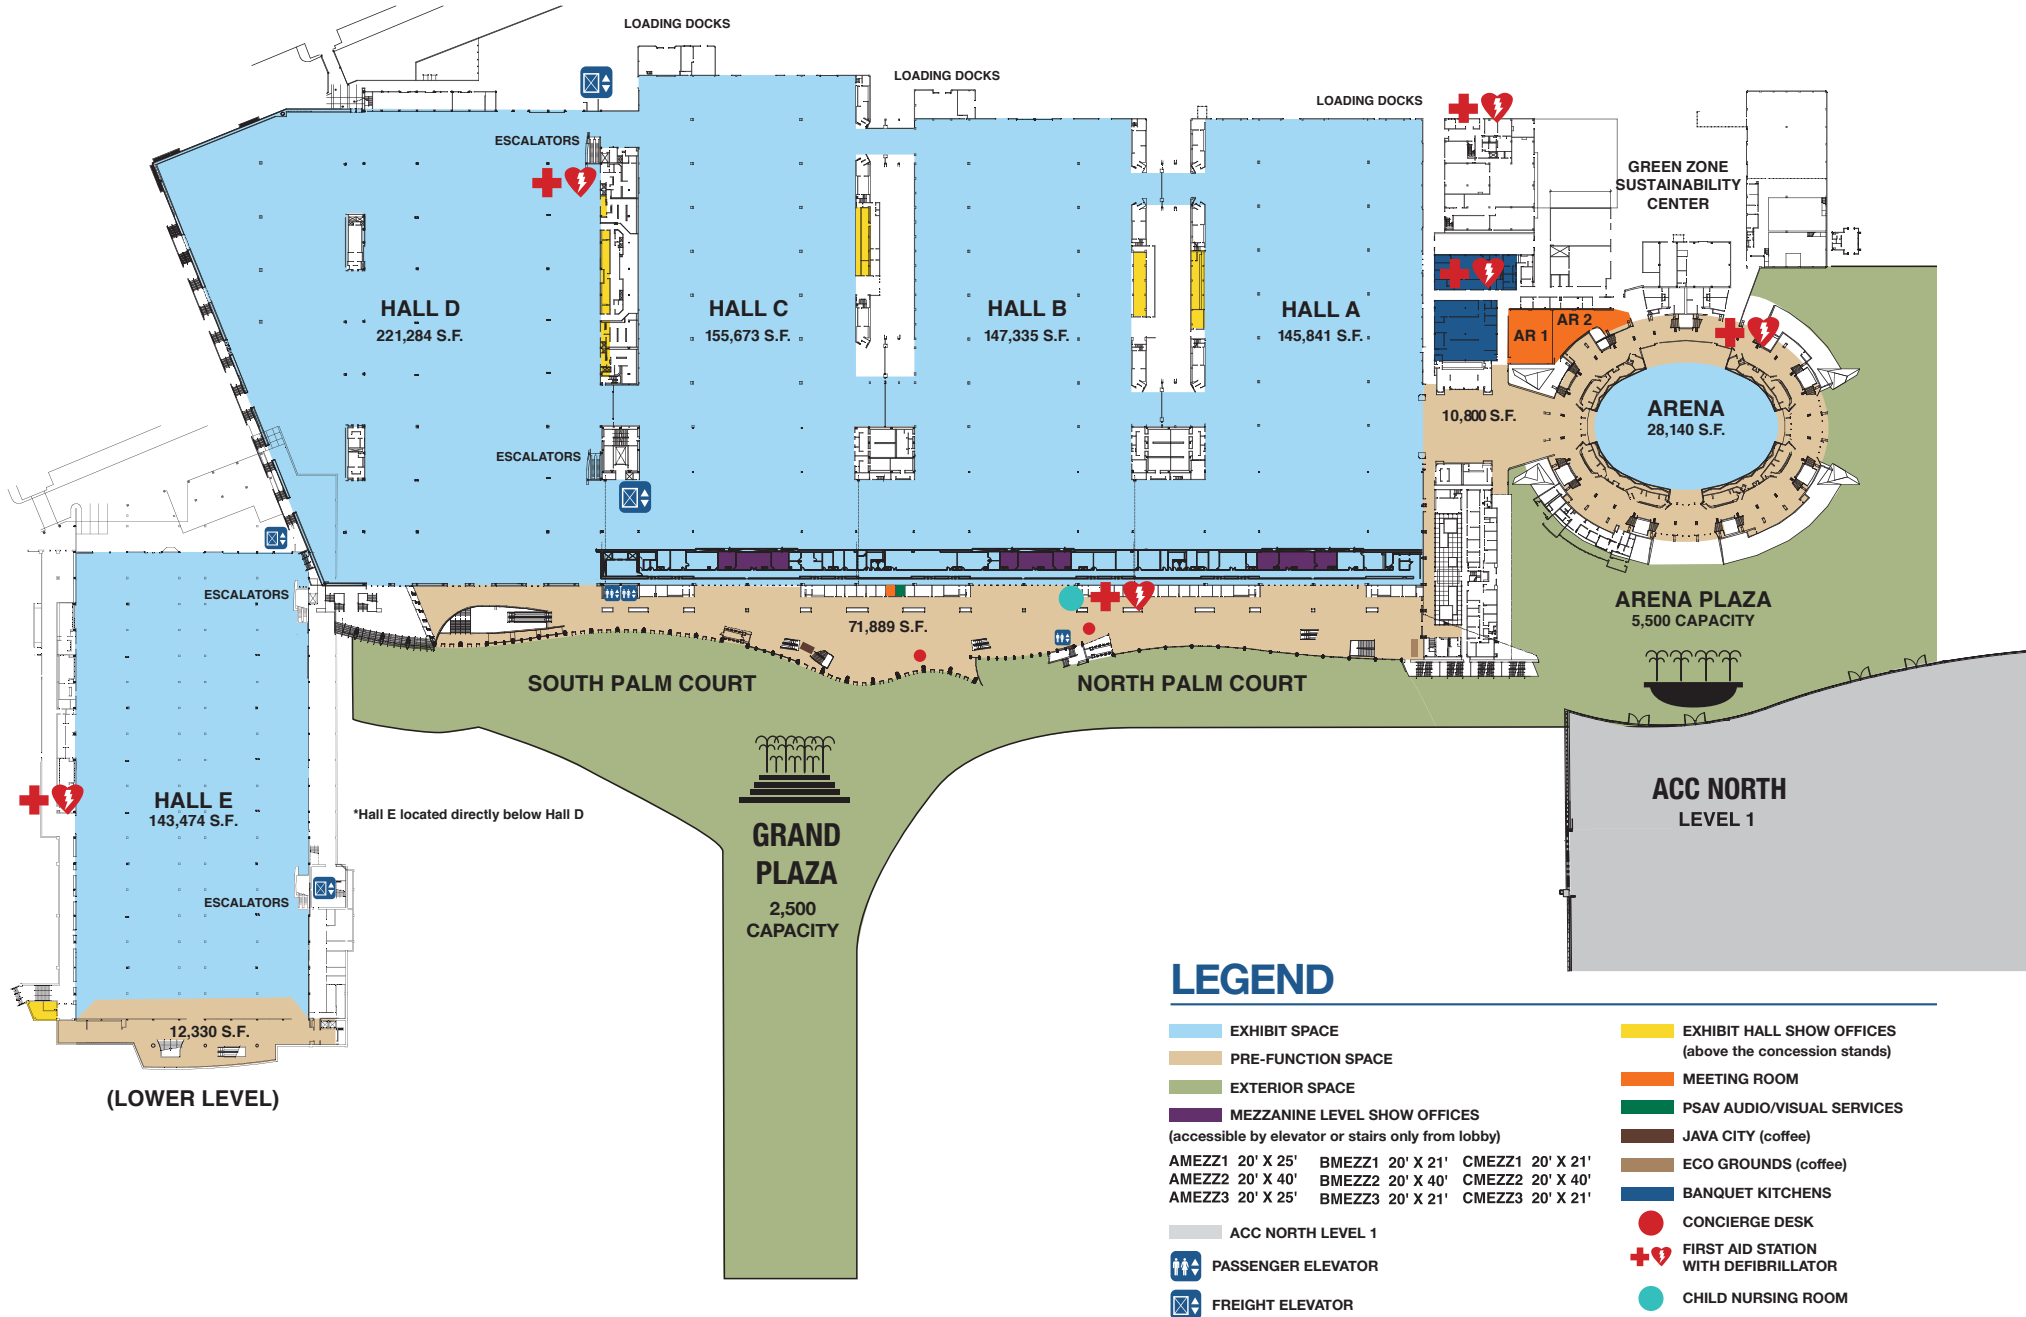 LOADING DOCKS
LOADING DOCKS
LOADING DOCKS
ESCALATORS
GREEN ZONE
SUSTAINABILITY
CENTER
HALL D
221,284 S.F.
HALL C
155,673 S.F.
HALL B
147,335 S.F.
HALL A
145,841 S.F.
AR 1
AR 2
ARENA
28,140 S.F.
10,800 S.F.
ESCALATORS
ESCALATORS
71,889 S.F.
ARENA PLAZA
5,500 CAPACITY
SOUTH PALM COURT
NORTH PALM COURT
HALL E
143,474 S.F.
*Hall E located directly below Hall D
GRAND
PLAZA
2,500
CAPACITY
ACC NORTH
LEVEL 1
ESCALATORS
12,330 S.F.
(LOWER LEVEL)
LEGEND
EXHIBIT SPACE
PRE-FUNCTION SPACE
EXTERIOR SPACE
MEZZANINE LEVEL SHOW OFFICES
(accessible by elevator or stairs only from lobby)
AMEZZ1 20' X 25' BMEZZ1 20' X 21' CMEZZ1 20' X 21'
AMEZZ2 20' X 40' BMEZZ2 20' X 40' CMEZZ2 20' X 40'
AMEZZ3 20' X 25' BMEZZ3 20' X 21' CMEZZ3 20' X 21'
ACC NORTH LEVEL 1
PASSENGER ELEVATOR
FREIGHT ELEVATOR
EXHIBIT HALL SHOW OFFICES
(above the concession stands)
MEETING ROOM
PSAV AUDIO/VISUAL SERVICES
JAVA CITY (coffee)
ECO GROUNDS (coffee)
BANQUET KITCHENS
CONCIERGE DESK
FIRST AID STATION
WITH DEFIBRILLATOR
CHILD NURSING ROOM